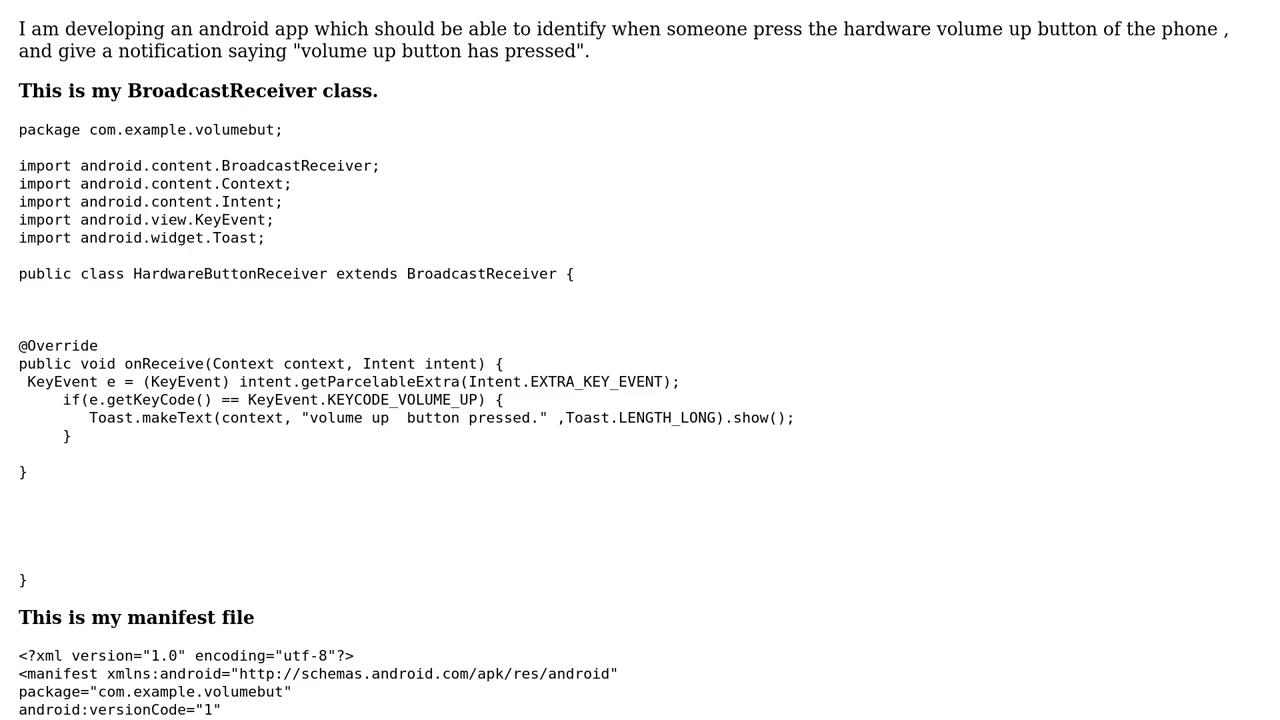 I am developing an android app which should be able to identify when someone press the hardware volume up button of the phone ,
and give a notification saying "volume up button has pressed".
This is my BroadcastReceiver class.
package com.example.volumebut;
import android.content.BroadcastReceiver;
import android.content.Context;
import android.content.Intent;
import android.view.KeyEvent;
import android.widget.Toast;
public class HardwareButtonReceiver extends BroadcastReceiver {
@Override
public void onReceive(Context context, Intent intent) {
 KeyEvent e = (KeyEvent) intent.getParcelableExtra(Intent.EXTRA_KEY_EVENT);
     if(e.getKeyCode() == KeyEvent.KEYCODE_VOLUME_UP) {
        Toast.makeText(context, "volume up  button pressed." ,Toast.LENGTH_LONG).show();
     }
}
}
This is my manifest file
<?xml version="1.0" encoding="utf-8"?>
<manifest xmlns:android="http://schemas.android.com/apk/res/android"
package="com.example.volumebut"
android:versionCode="1"